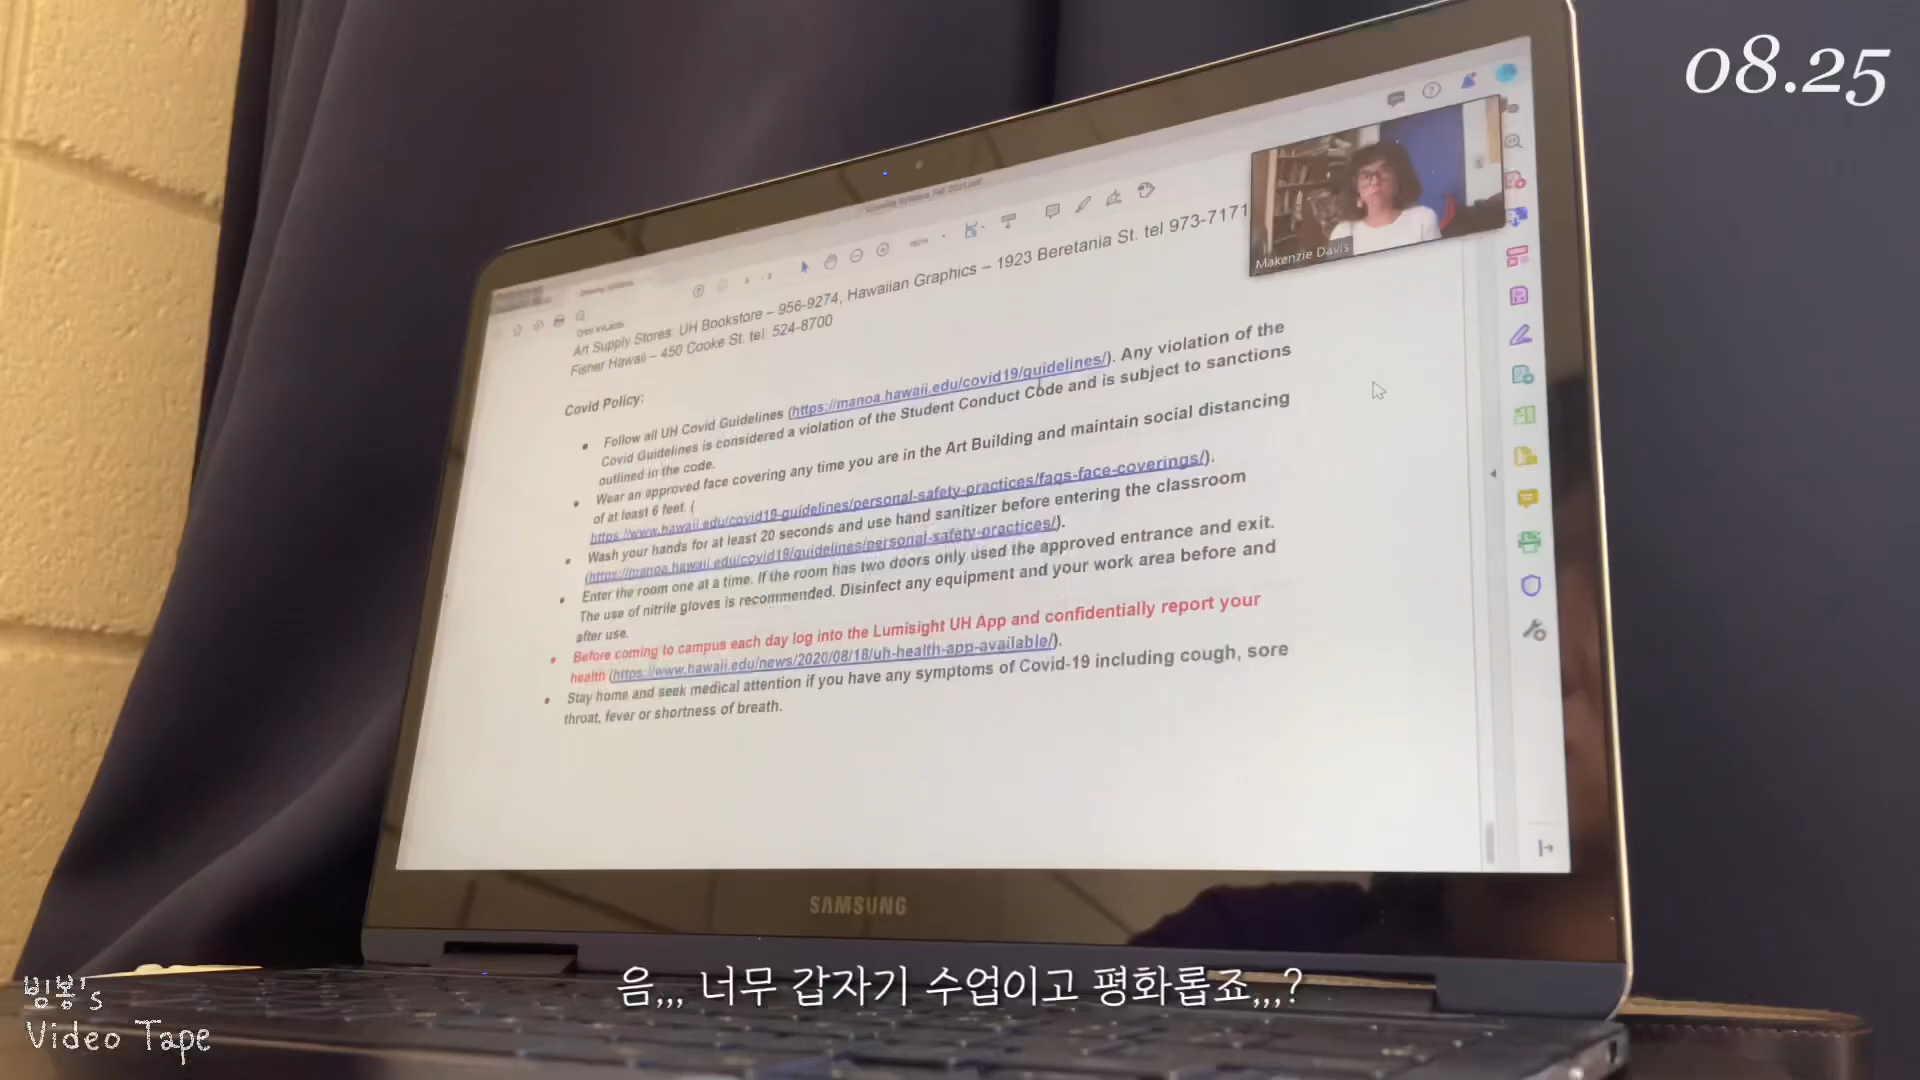 08.25
Makenzie Davis
Art Supply Stores: UH Bookstore – 956-9274, Hawaiian Graphics – 1923 Beretania St. tel 973-7171
Fisher Hawaii – 450 Cooke St. tel. 524-8700
Covid Policy:
• Follow all UH Covid Guidelines (https://manoa.hawaii.edu/covid19/guidelines/). Any violation of the
Covid Guidelines is considered a violation of the Student Conduct Code and is subject to sanctions
outlined in the code.
• Wear an approved face covering any time you are in the Art Building and maintain social distancing
of at least 6 feet. (
https://www.hawaii.edu/covid19-guidelines/personal-safety-practices/faqs-face-coverings/).
• Wash your hands for at least 20 seconds and use hand sanitizer before entering the classroom
(https://manoa.hawaii.edu/covid19/guidelines/personal-safety-practices/).
• Enter the room one at a time. If the room has two doors only used the approved entrance and exit.
The use of nitrile gloves is recommended. Disinfect any equipment and your work area before and
after use.
• Before coming to campus each day log into the Lumisight UH App and confidentially report your
health (https://www.hawaii.edu/news/2020/08/18/uh-health-app-available/).
• Stay home and seek medical attention if you have any symptoms of Covid-19 including cough, sore
throat, fever or shortness of breath.
SAMSUNG
음,,, 너무 갑자기 수업이고 평화롭죠,,,?
빔봉's
Video Tape